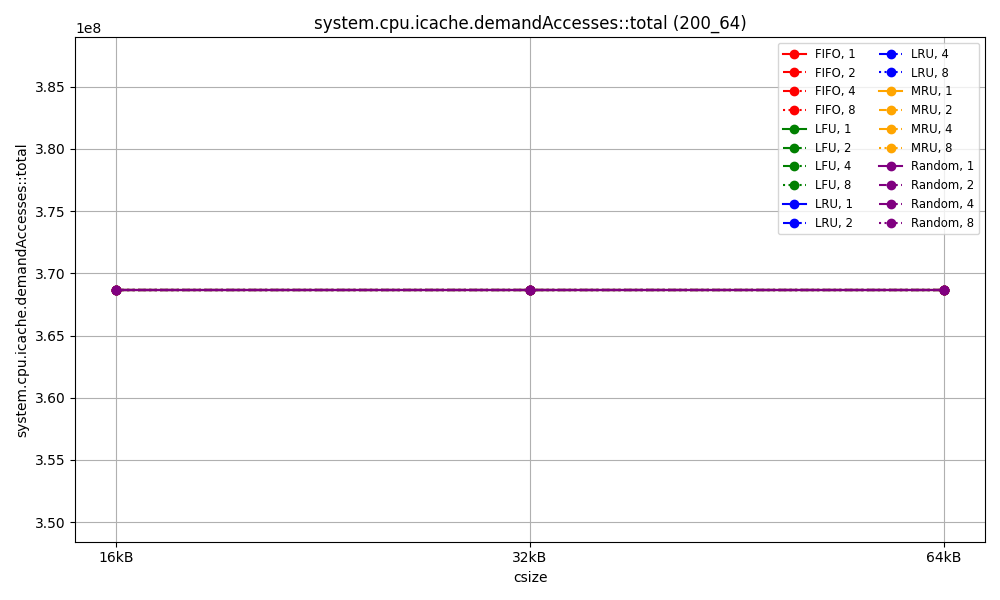 system.cpu.icache.demandAccesses::total (200_64)
1e8
3.85
3.80
3.75
3.70
3.65
3.60
3.55
3.50
system.cpu.icache.demandAccesses::total
16kB
32kB
64kB
csize
FIFO, 1
FIFO, 2
FIFO, 4
FIFO, 8
LFU, 1
LFU, 2
LFU, 4
LFU, 8
LRU, 1
LRU, 2
LRU, 4
LRU, 8
MRU, 1
MRU, 2
MRU, 4
MRU, 8
Random, 1
Random, 2
Random, 4
Random, 8